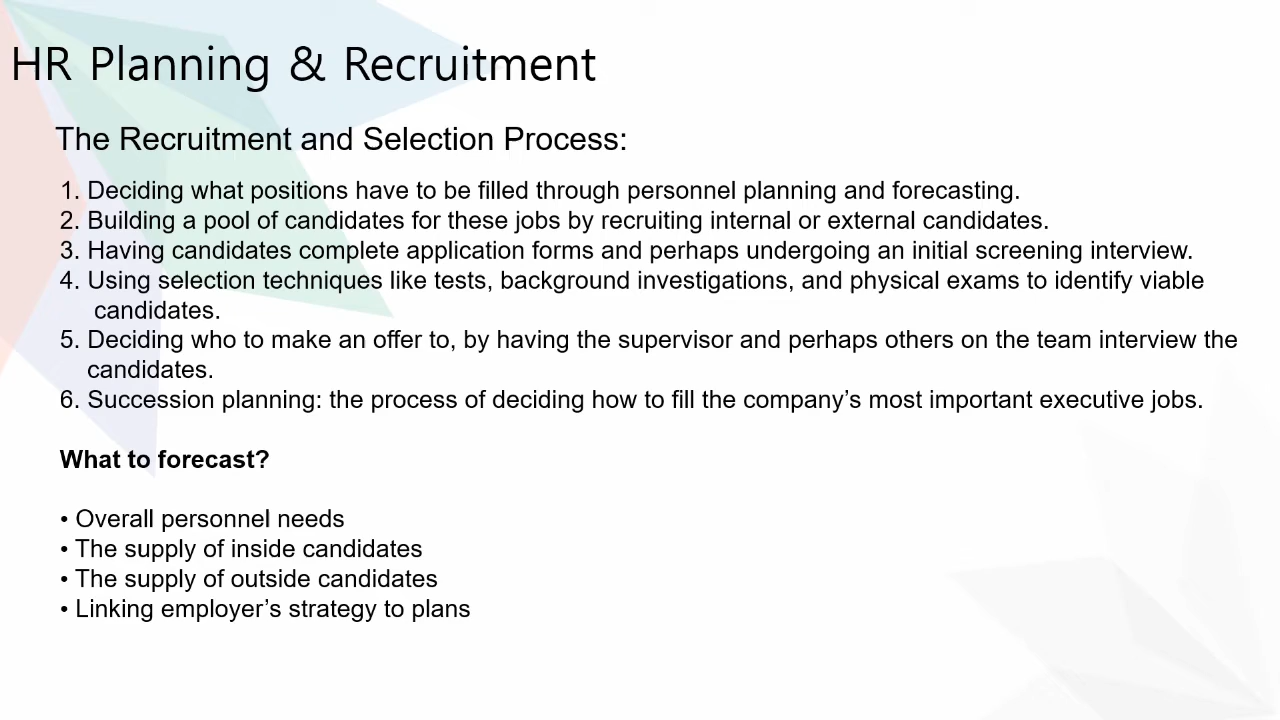 HR Planning & Recruitment
The Recruitment and Selection Process:
1. Deciding what positions have to be filled through personnel planning and forecasting.
2. Building a pool of candidates for these jobs by recruiting internal or external candidates.
3. Having candidates complete application forms and perhaps undergoing an initial screening interview.
4. Using selection techniques like tests, background investigations, and physical exams to identify viable
candidates.
5. Deciding who to make an offer to, by having the supervisor and perhaps others on the team interview the
candidates.
6. Succession planning: the process of deciding how to fill the company’s most important executive jobs.
What to forecast?
• Overall personnel needs
• The supply of inside candidates
• The supply of outside candidates
• Linking employer’s strategy to plans